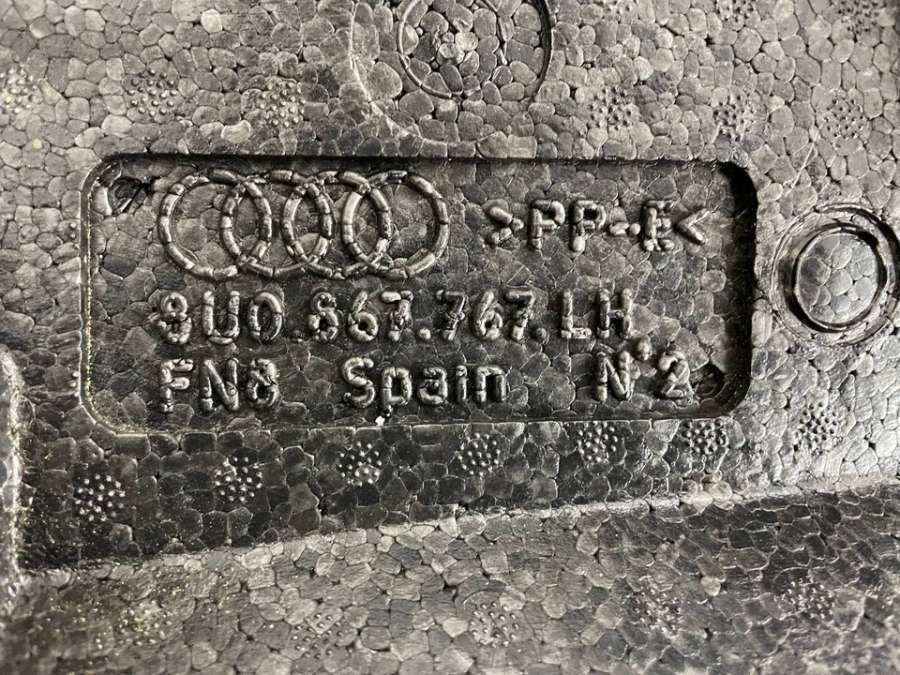 >PP-E<
8U0.867.767.LH
FN8 Spain N°2